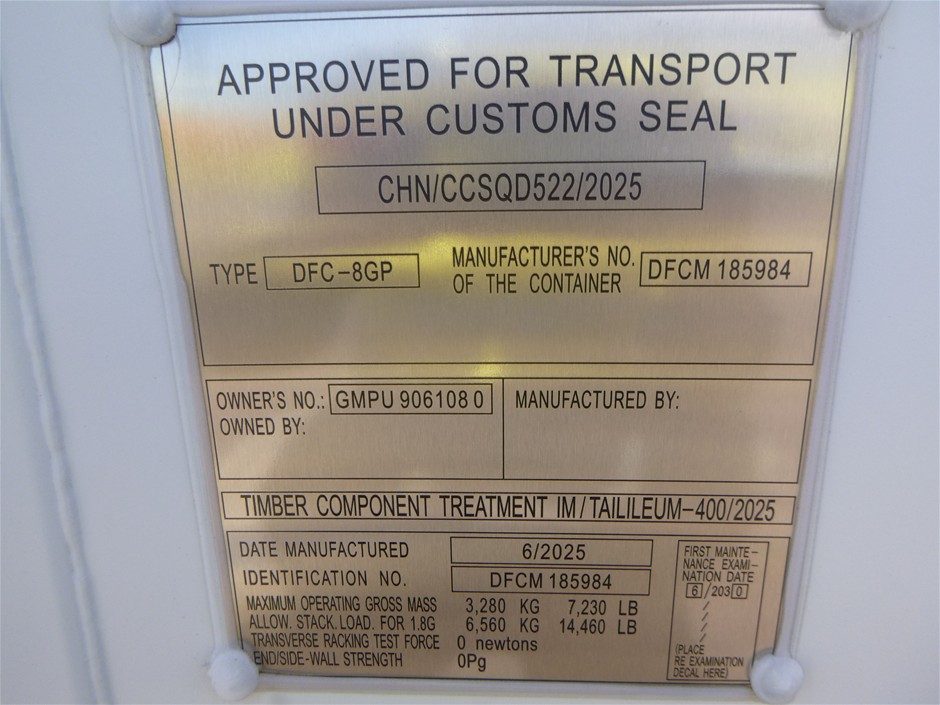 APPROVED FOR TRANSPORT
UNDER CUSTOMS SEAL
CHN/CCSQD522/2025
TYPE DFC-8GP
MANUFACTURER'S NO.
OF THE CONTAINER
DFCM 185984
OWNER'S NO.: GMPU 906108 0
OWNED BY:
MANUFACTURED BY:
TIMBER COMPONENT TREATMENT IM/TAILILEUM-400/2025
DATE MANUFACTURED 6/2025
IDENTIFICATION NO. DFCM 185984
MAXIMUM OPERATING GROSS MASS 3,280 KG 7,230 LB
ALLOW. STACK.LOAD. FOR 1.8G 6,560 KG 14,460 LB
TRANSVERSE RACKING TEST FORCE 0 newtons
END/SIDE-WALL STRENGTH 0Pg
FIRST MAINTE-
NANCE EXAMI-
NATION DATE
6/2030
/
/
/
/
(PLACE
RE EXAMINATION
DECAL HERE)